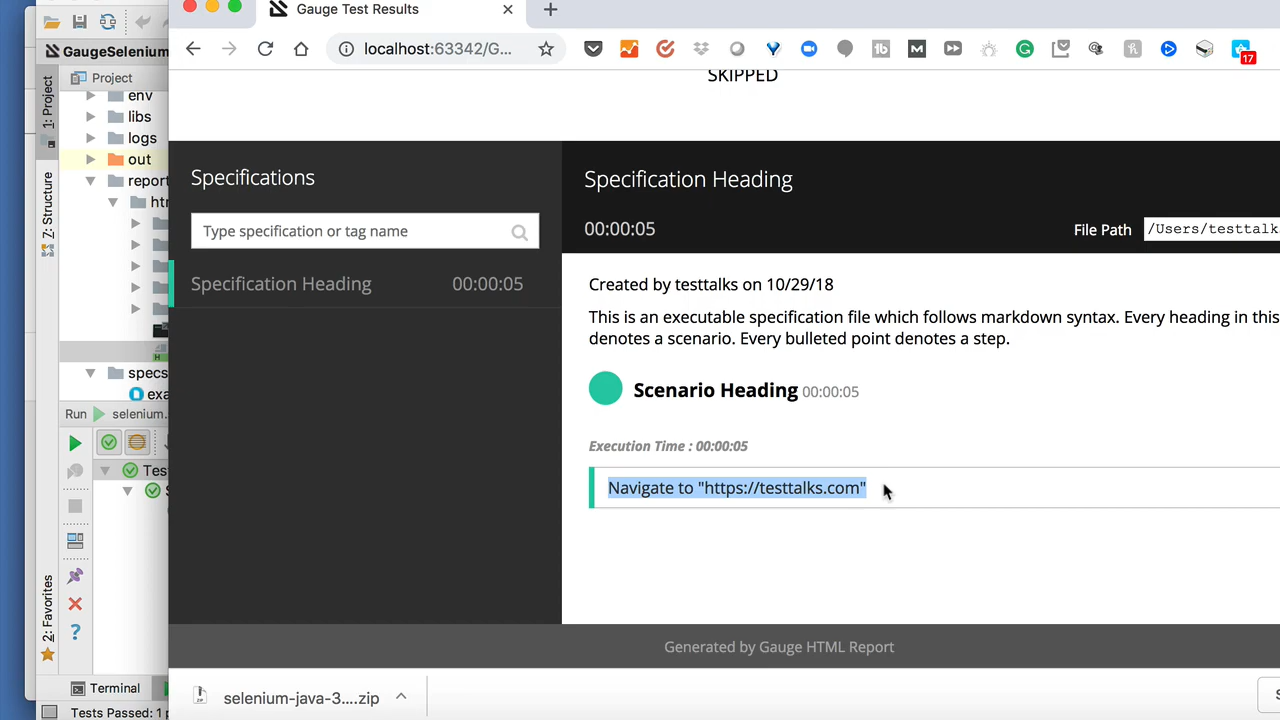 Gauge Test Results
localhost:63342/G...
17
GaugeSelenium
1: Project
Project
env
libs
logs
out
report
specs
Z: Structure
Run
selenium.
2: Favorites
Terminal
Tests Passed: 1
SKIPPED
Specifications
Type specification or tag name
Specification Heading 00:00:05
Specification Heading
00:00:05
File Path
/Users/testtalk
Created by testtalks on 10/29/18
This is an executable specification file which follows markdown syntax. Every heading in this
denotes a scenario. Every bulleted point denotes a step.
Scenario Heading 00:00:05
Execution Time : 00:00:05
Navigate to "https://testtalks.com"
Generated by Gauge HTML Report
selenium-java-3....zip